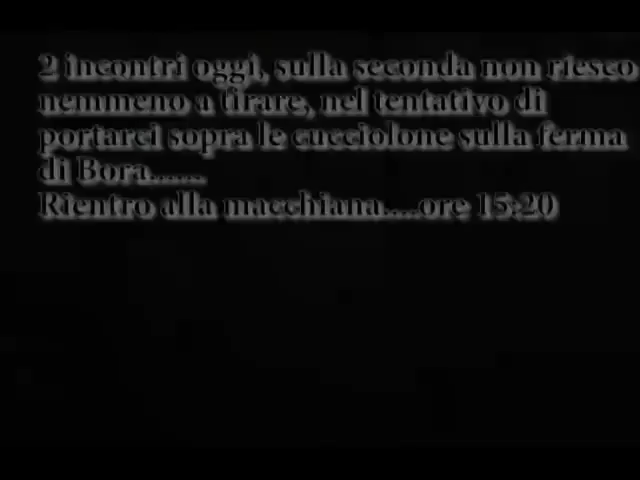 2 incontri oggi, sulla seconda non riesco
nemmeno a tirare, nel tentativo di
portarci sopra le cucciolone sulla ferma
di Bora......
Rientro alla macchiana....ore 15:20